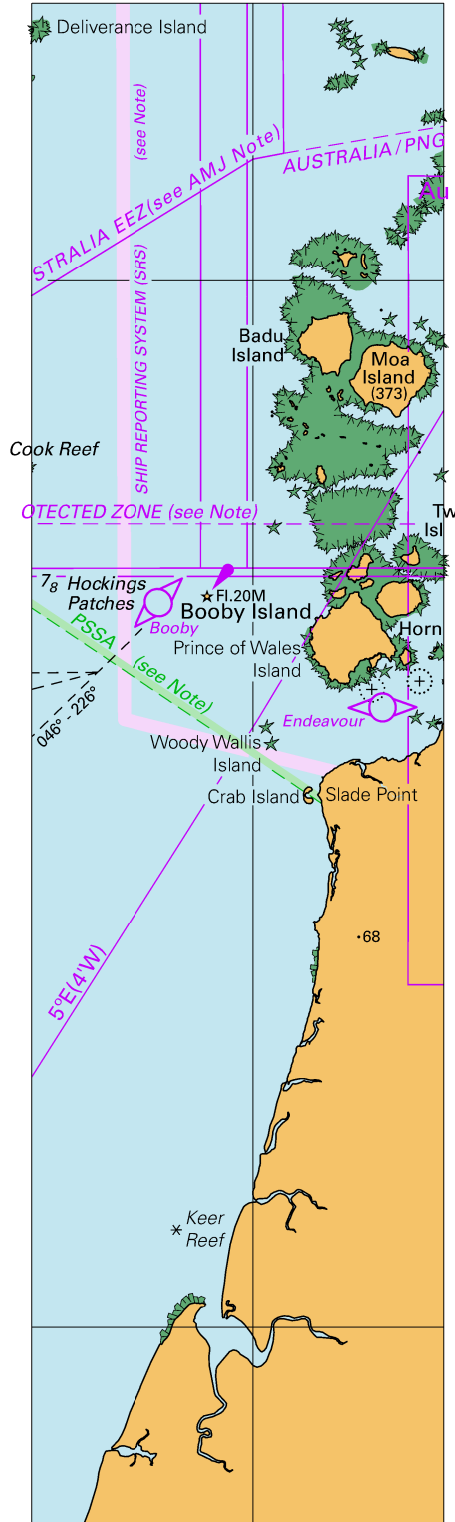 Deliverance Island
(see Note)
AUSTRALIA/PNG
Au
STRALIA EEZ (see AMJ Note)
SHIP REPORTING SYSTEM (SRS)
Badu
Island
Moa
Island
(373)
Cook Reef
OTECTED ZONE (see Note)
Tw
Isl
7₈ Hockings
Patches
Fl.20M
Booby Island
Booby
PSSA (see Note)
Horn
Prince of Wales
Island
046° - 226°
Endeavour
Woody Wallis
Island
Crab Island
Slade Point
68
5°E(4'W)
Keer
Reef